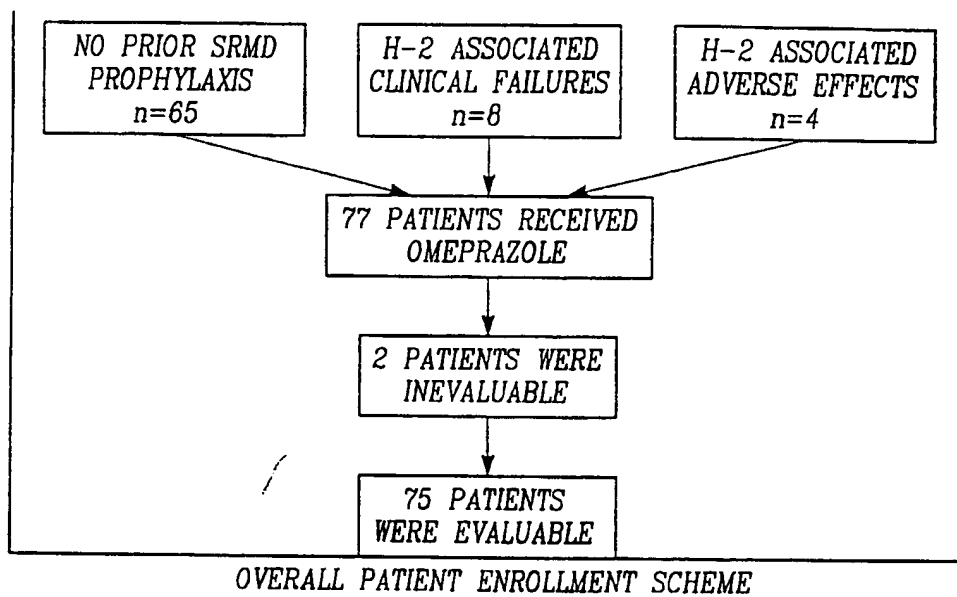 NO PRIOR SRMD
PROPHYLAXIS
n=65
H-2 ASSOCIATED
CLINICAL FAILURES
n=8
H-2 ASSOCIATED
ADVERSE EFFECTS
n=4
77 PATIENTS RECEIVED
OMEPRAZOLE
2 PATIENTS WERE
INEVALUABLE
75 PATIENTS
WERE EVALUABLE
OVERALL PATIENT ENROLLMENT SCHEME